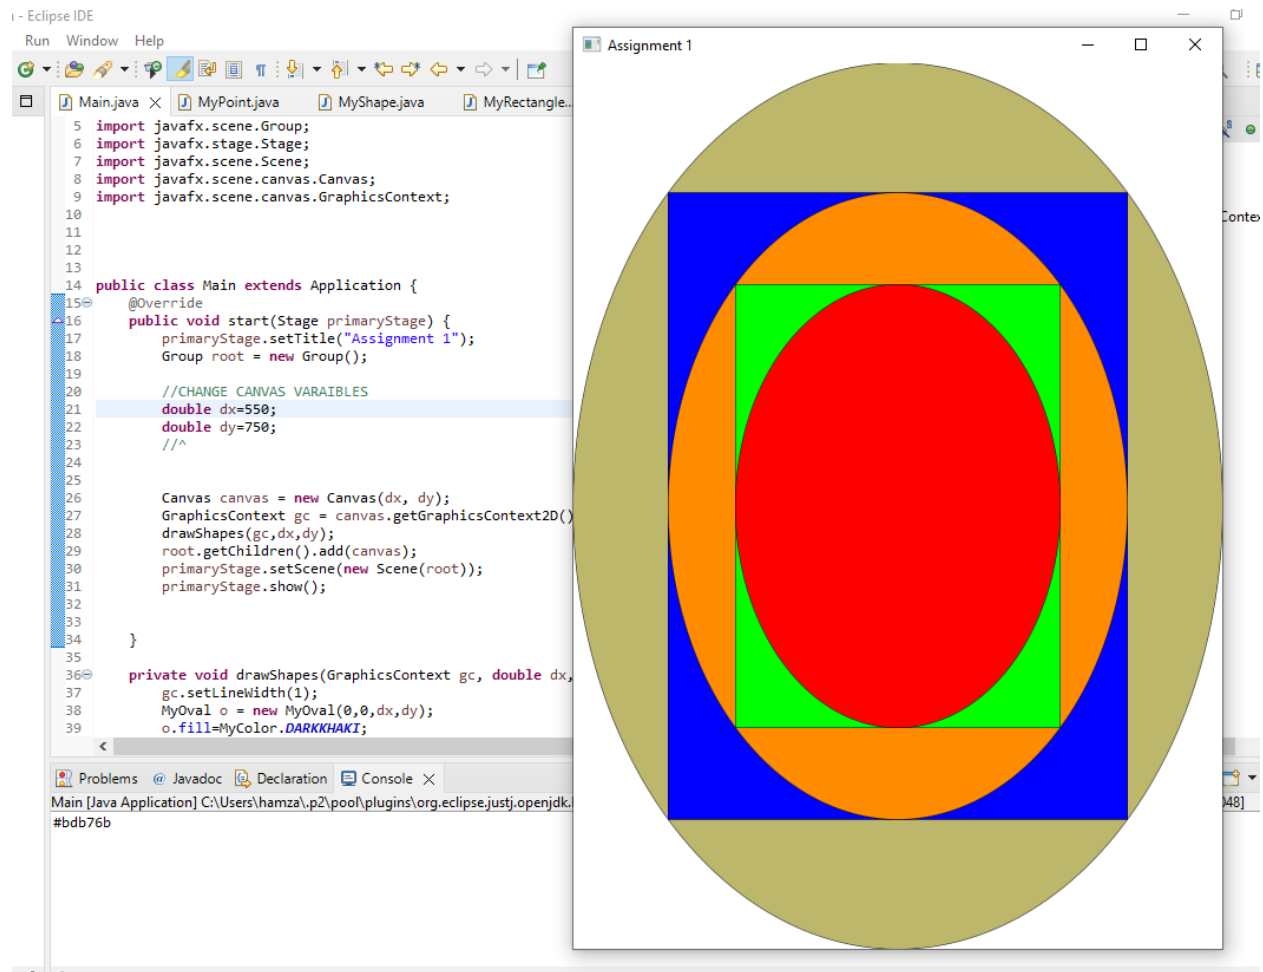 - Eclipse IDE
Run Window Help
Main.java MyPoint.java MyShape.java MyRectangle...
5 import javafx.scene.Group;
6 import javafx.stage.Stage;
7 import javafx.scene.Scene;
8 import javafx.scene.canvas.Canvas;
9 import javafx.scene.canvas.GraphicsContext;
10
11
12
13
14 public class Main extends Application {
15 @Override
16 public void start(Stage primaryStage) {
17 primaryStage.setTitle("Assignment 1");
18 Group root = new Group();
19
20 //CHANGE CANVAS VARAIBLES
21 double dx=550;
22 double dy=750;
23 //^
24
25
26 Canvas canvas = new Canvas(dx, dy);
27 GraphicsContext gc = canvas.getGraphicsContext2D()
28 drawShapes(gc,dx,dy);
29 root.getChildren().add(canvas);
30 primaryStage.setScene(new Scene(root));
31 primaryStage.show();
32
33
34 }
35
36 private void drawShapes(GraphicsContext gc, double dx,
37 gc.setLineWidth(1);
38 MyOval o = new MyOval(0,0,dx,dy);
39 o.fill=MyColor.DARKKHAKI;
Problems @ Javadoc Declaration Console
Main [Java Application] C:\Users\hamza\.p2\pool\plugins\org.eclipse.justj.openjdk.
#bdb76b
Assignment 1
Contex
048]